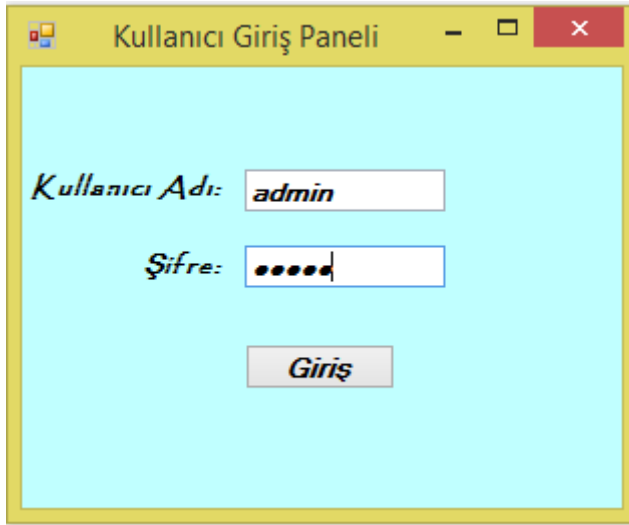 Kullanıcı Giriş Paneli
Kullanıcı Adı: admin
Şifre: •••••
Giriş